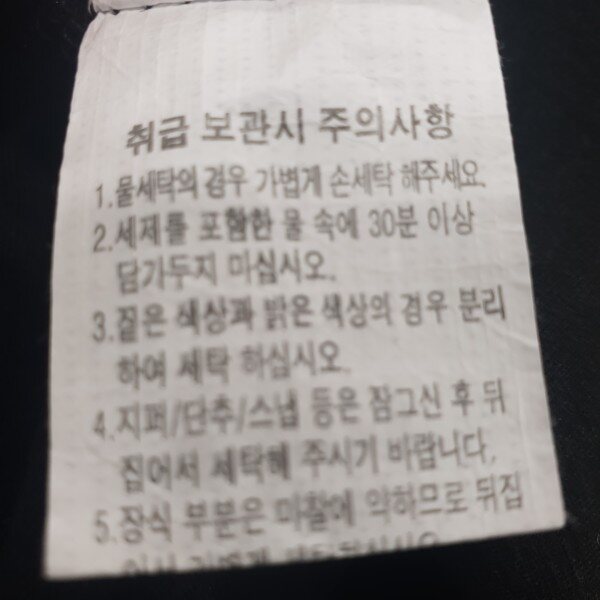 취급 보관시 주의사항
1.물세탁의 경우 가볍게 손세탁 해주세요.
2.세제를 포함한 물 속에 30분 이상
담가두지 마십시오.
3.짙은 색상과 밝은 색상의 경우 분리
하여 세탁 하십시오.
4.지퍼/단추/스냅 등은 잠그신 후 뒤
집어서 세탁해 주시기 바랍니다.
5.장식 부분은 마찰에 약하므로 뒤집